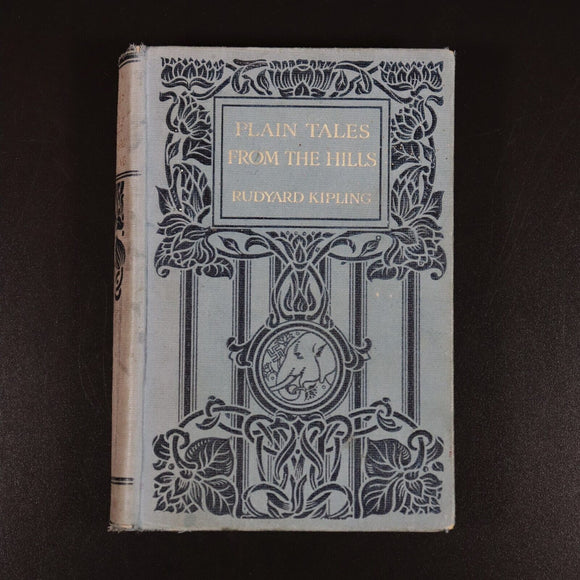 PLAIN TALES
FROM THE HILLS
RUDYARD KIPLING